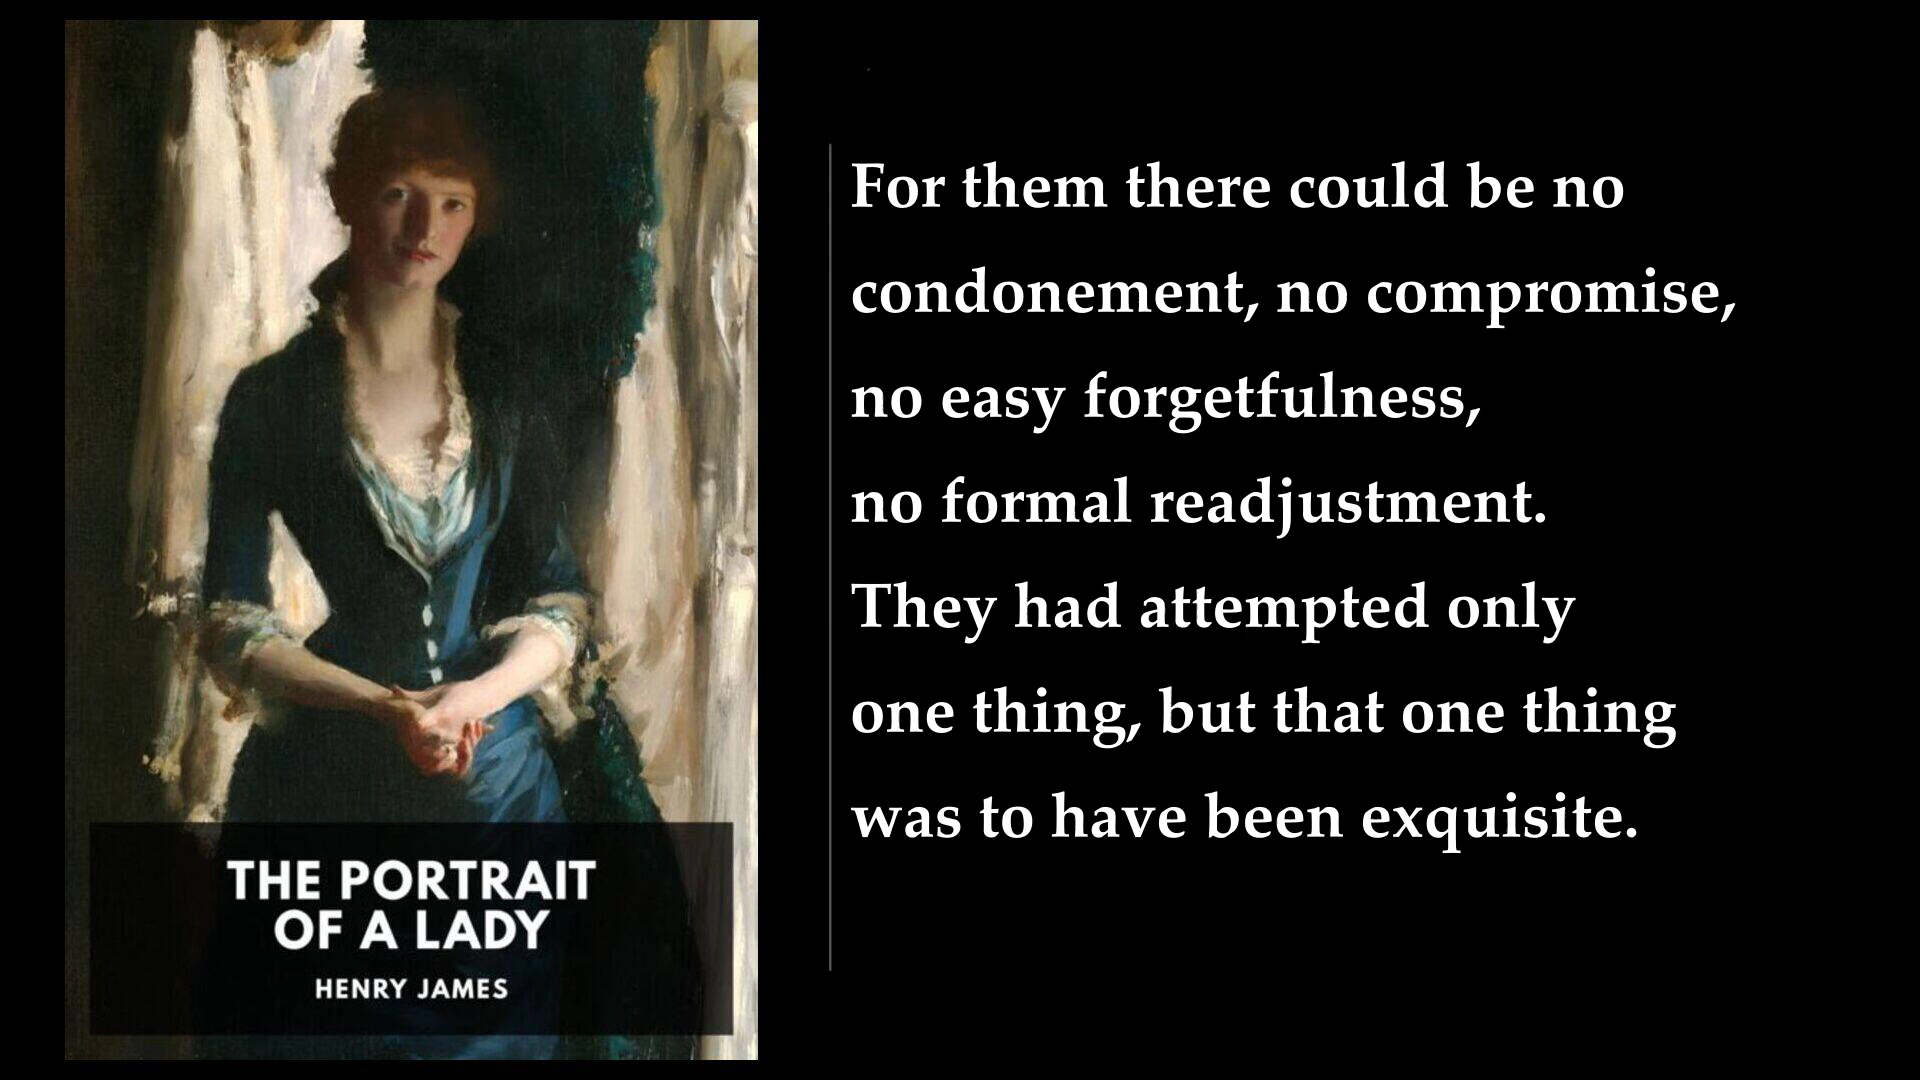 THE PORTRAIT
OF A LADY
HENRY JAMES
For them there could be no
condonement, no compromise,
no easy forgetfulness,
no formal readjustment.
They had attempted only
one thing, but that one thing
was to have been exquisite.